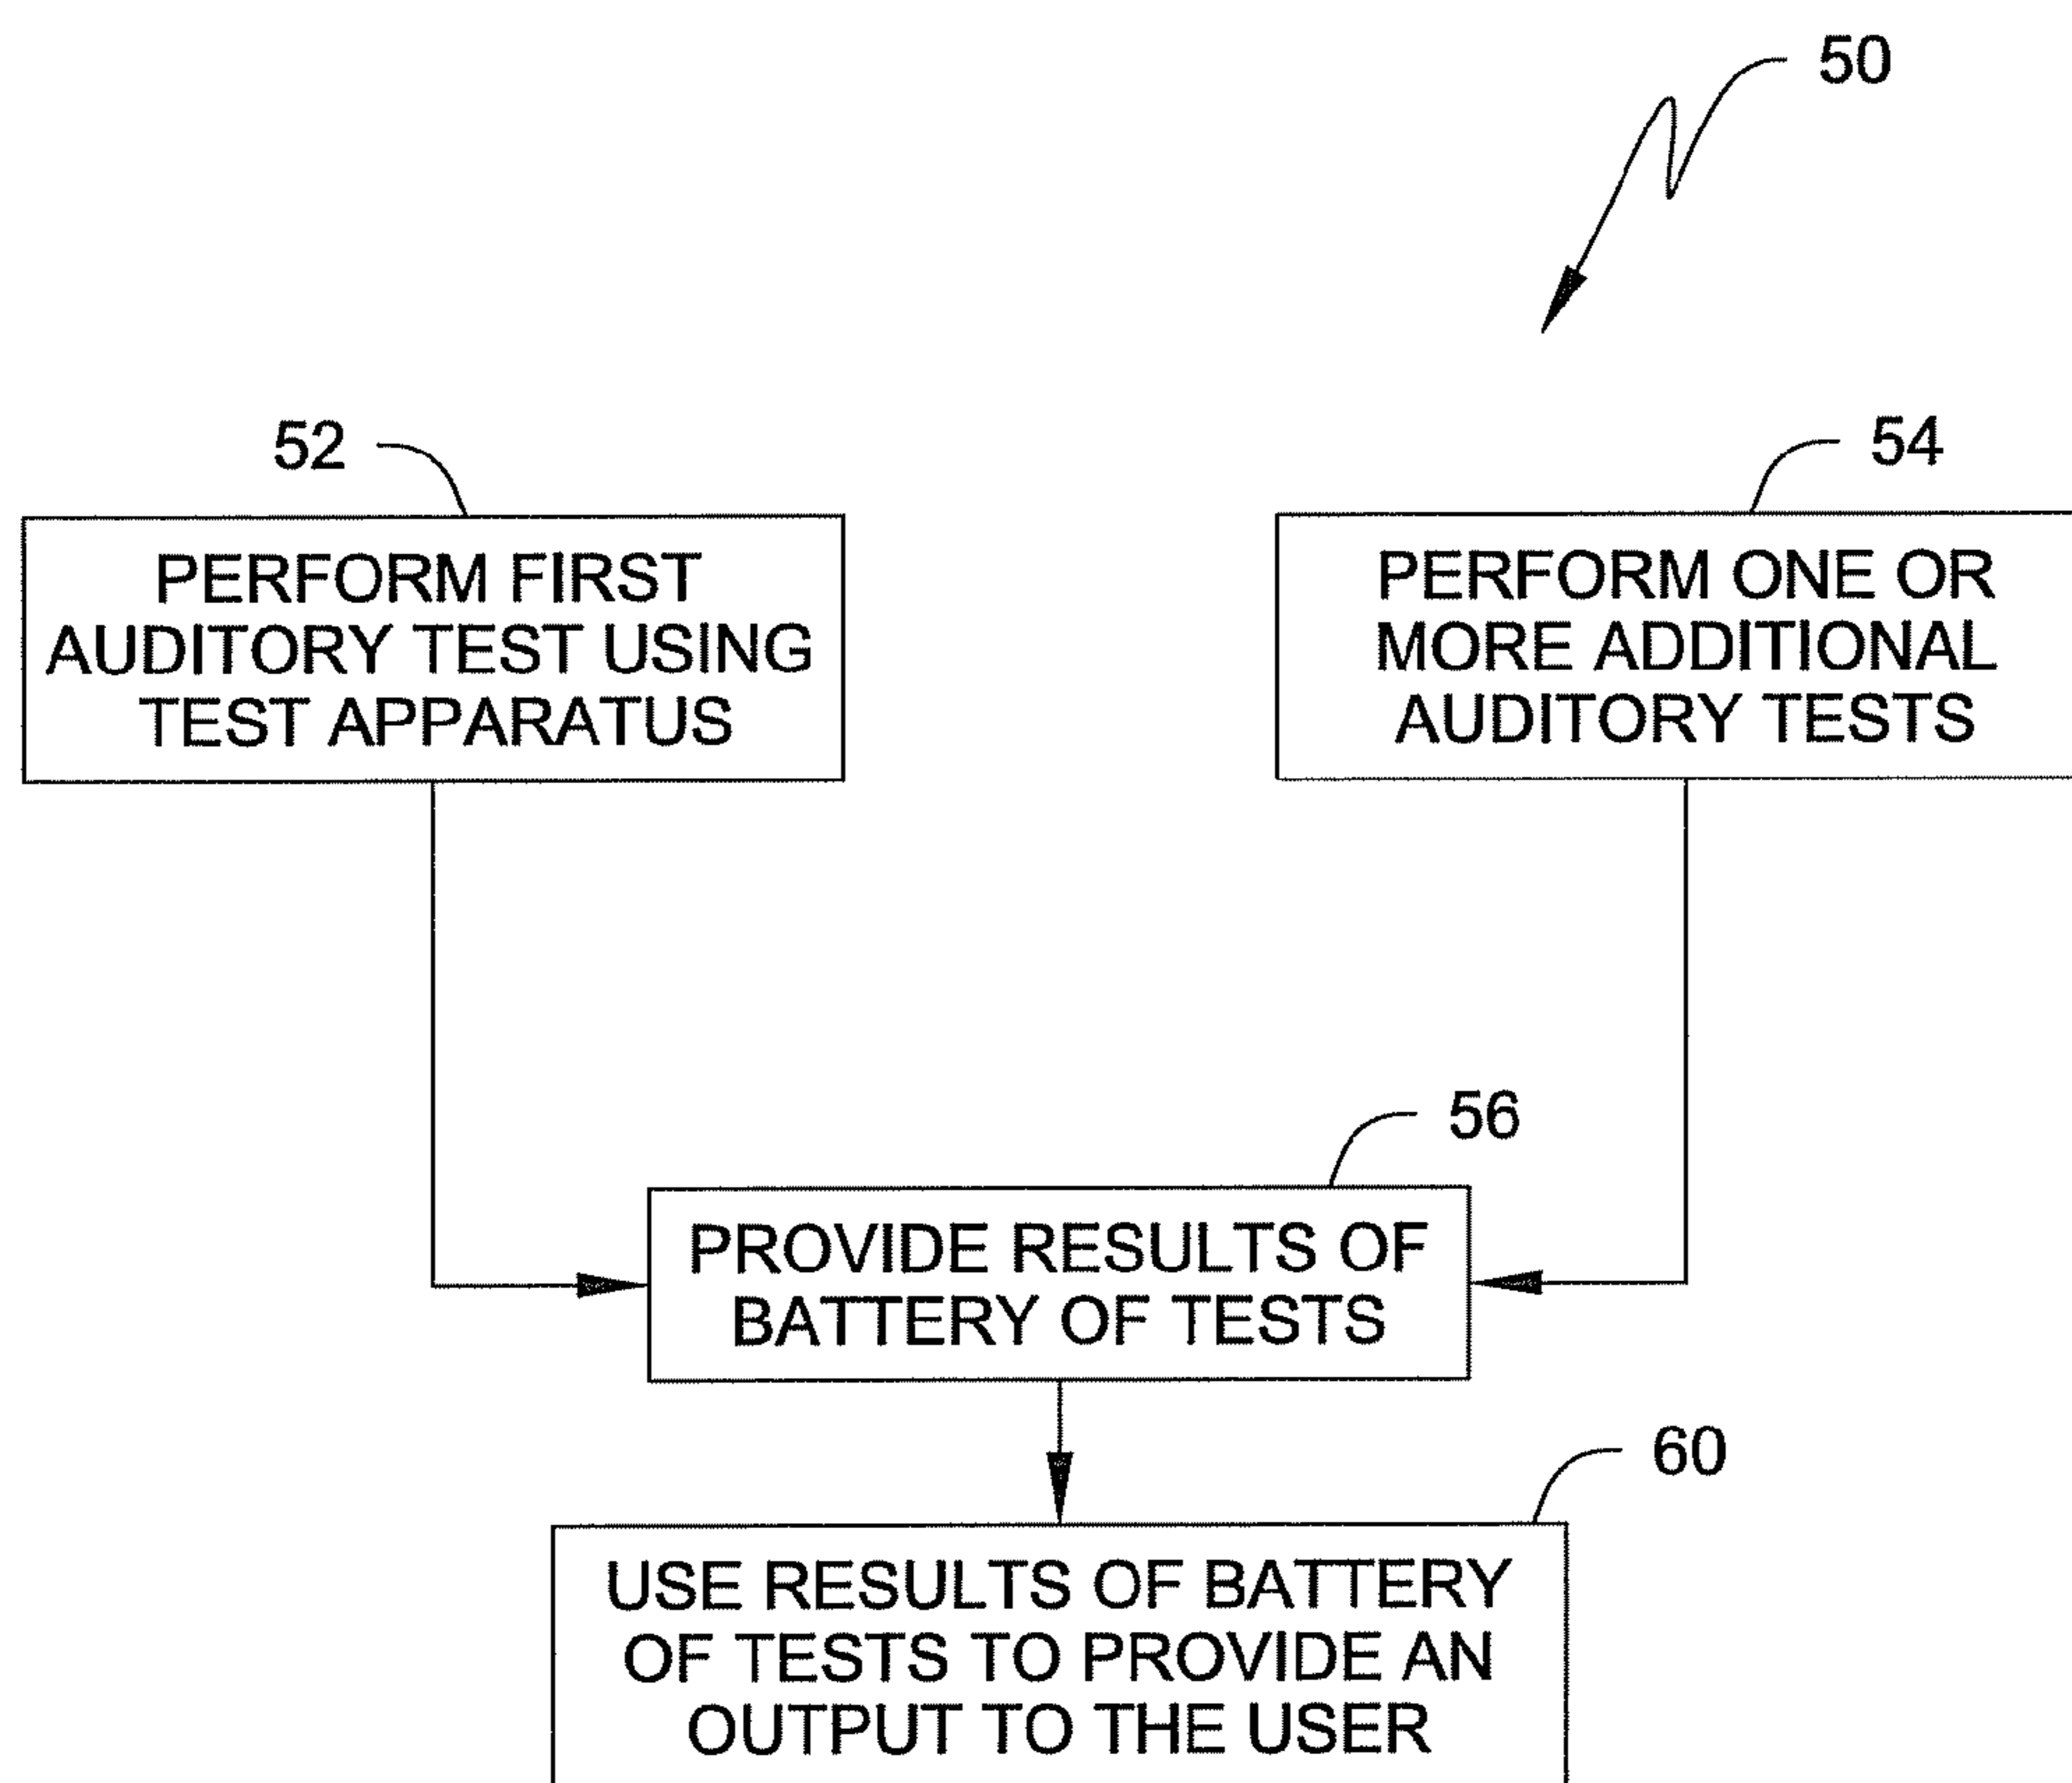 50
52
54
PERFORM FIRST
AUDITORY TEST USING
TEST APPARATUS
PERFORM ONE OR
MORE ADDITIONAL
AUDITORY TESTS
56
PROVIDE RESULTS OF
BATTERY OF TESTS
60
USE RESULTS OF BATTERY
OF TESTS TO PROVIDE AN
OUTPUT TO THE USER